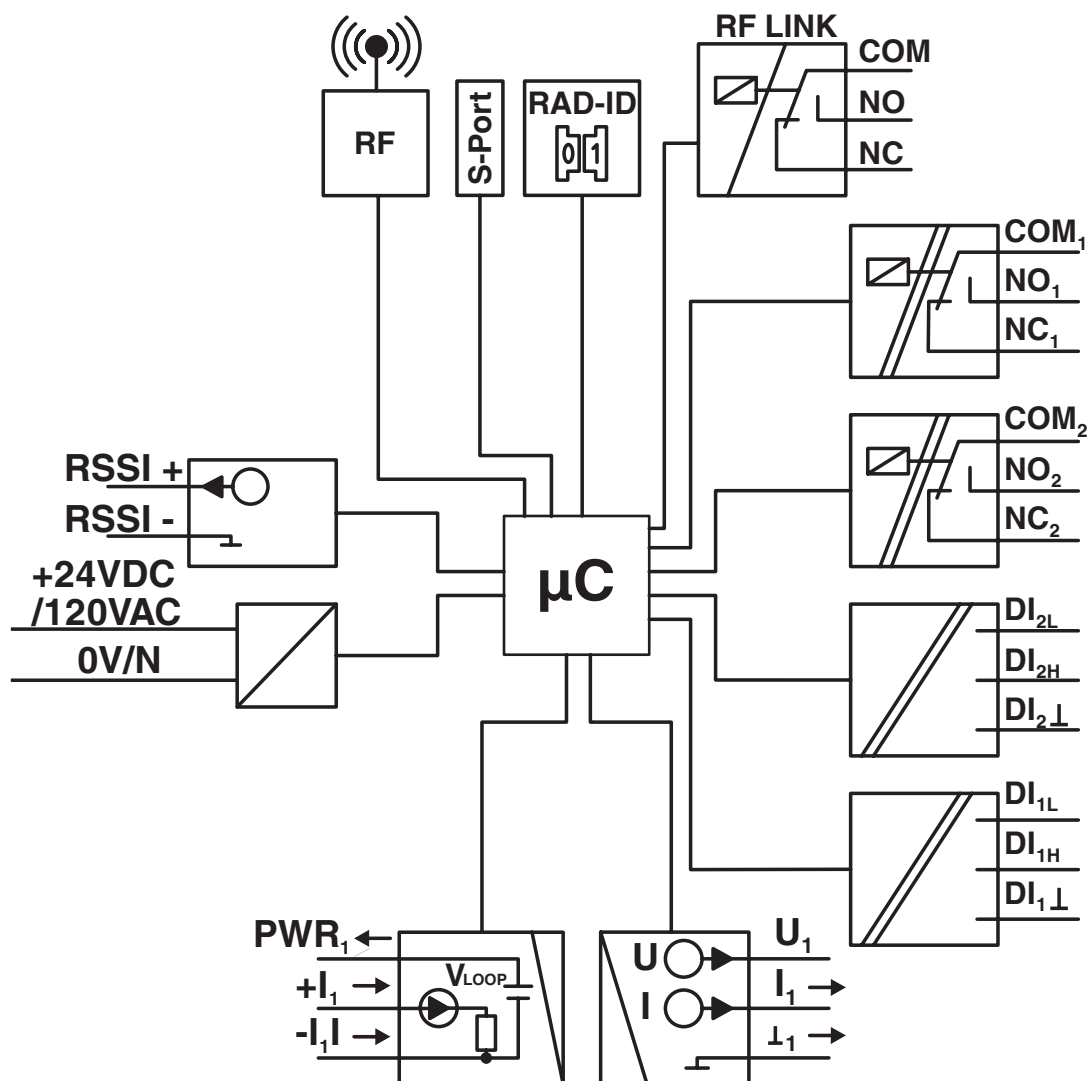 RF LINK
COM
NO
NC
RF
S-Port
RAD-ID
0 1
COM₁
NO₁
NC₁
COM₂
NO₂
NC₂
RSSI +
RSSI -
+24VDC
/120VAC
0V/N
µC
DI₂L
DI₂H
DI₂⊥
DI₁L
DI₁H
DI₁⊥
PWR₁
+I₁
-I₁I
VLOOP
U
I
U₁
I₁
⊥₁